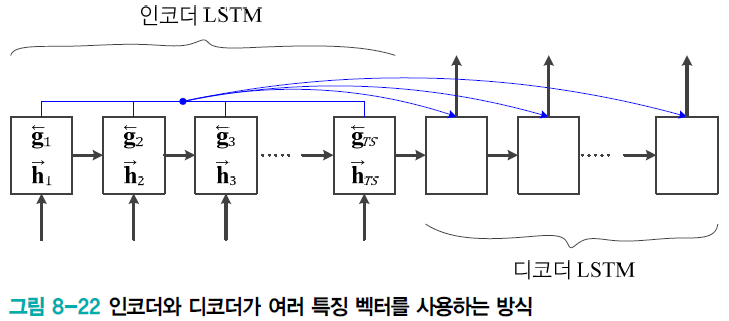 인코더 LSTM
g1 g2 g3 gTS
h1 h2 h3 hTS
디코더 LSTM
그림 8-22 인코더와 디코더가 여러 특징 벡터를 사용하는 방식